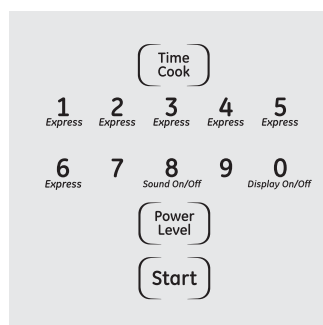 Time
Cook
1 2 3 4 5
Express Express Express Express Express
6 7 8 9 0
Express Sound On/Off Display On/Off
Power
Level
Start